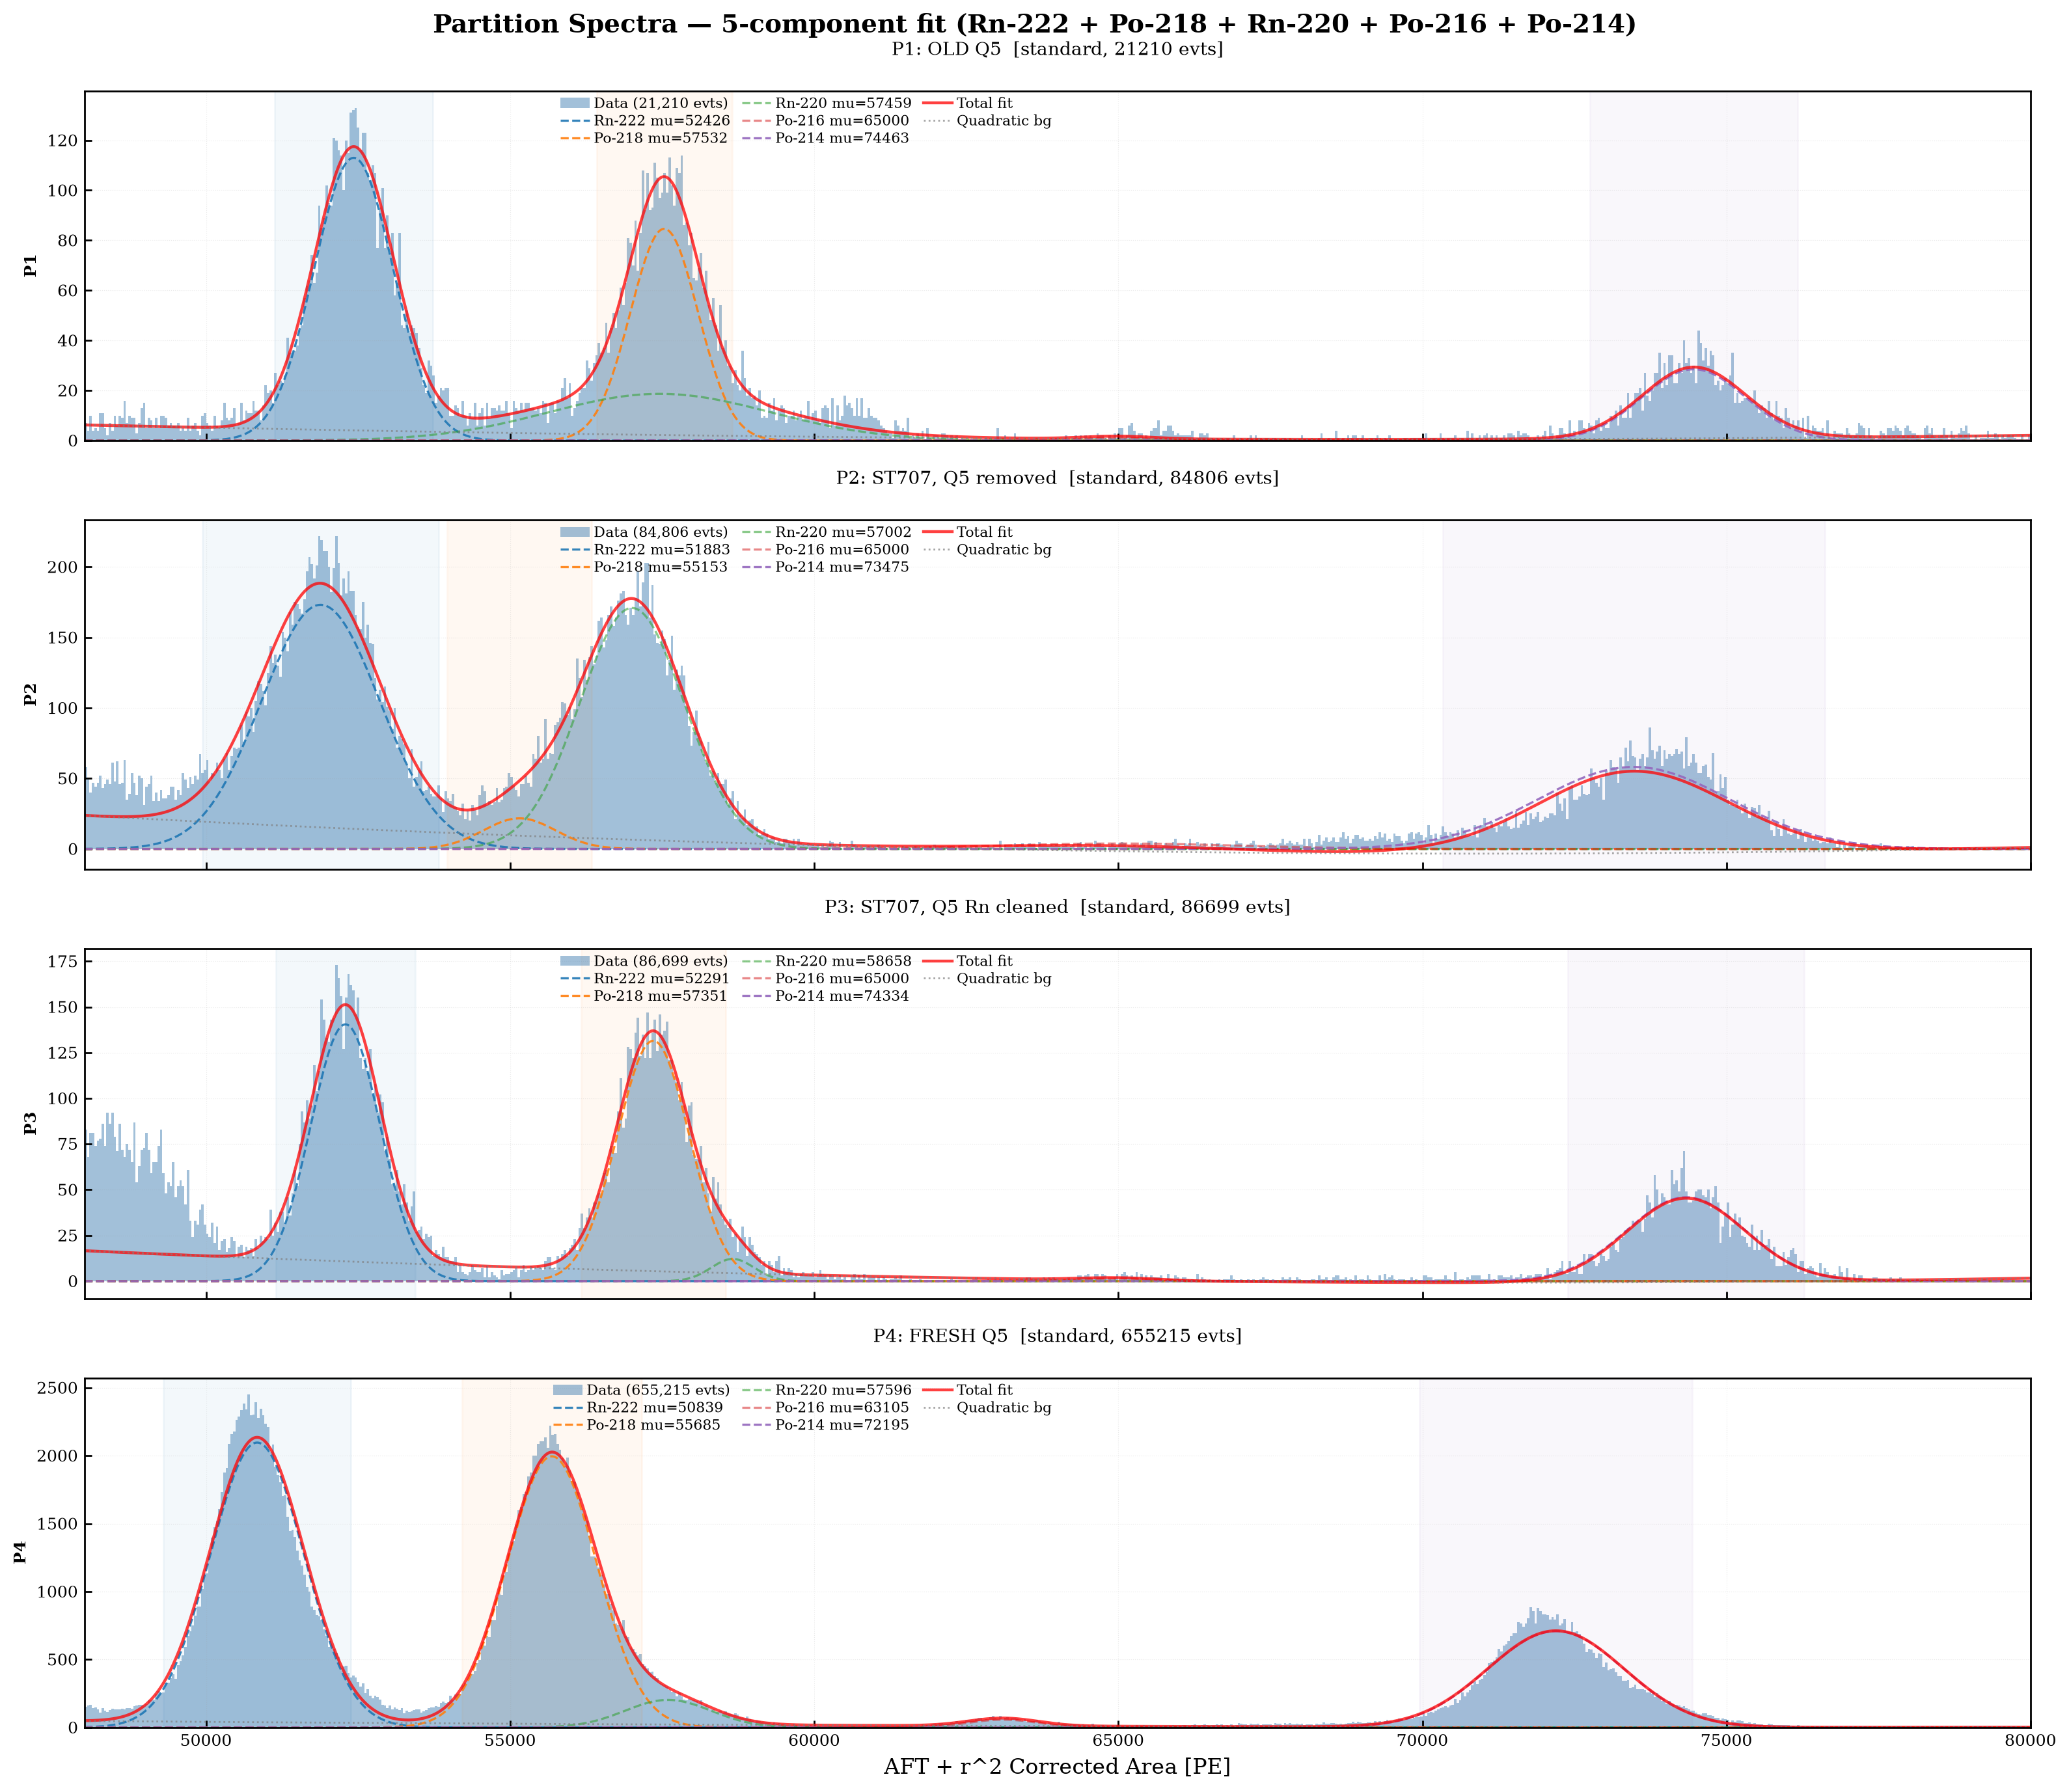 Partition Spectra — 5-component fit (Rn-222 + Po-218 + Rn-220 + Po-216 + Po-214)
P1: OLD Q5 [standard, 21210 evts]
Data (21,210 evts) Rn-220 mu=57459 Total fit
Rn-222 mu=52426 Po-216 mu=65000 Quadratic bg
Po-218 mu=57532 Po-214 mu=74463
120
100
80
60
40
20
0
P1
P2: ST707, Q5 removed [standard, 84806 evts]
Data (84,806 evts) Rn-220 mu=57002 Total fit
Rn-222 mu=51883 Po-216 mu=65000 Quadratic bg
Po-218 mu=55153 Po-214 mu=73475
200
150
100
50
0
P2
P3: ST707, Q5 Rn cleaned [standard, 86699 evts]
Data (86,699 evts) Rn-220 mu=58658 Total fit
Rn-222 mu=52291 Po-216 mu=65000 Quadratic bg
Po-218 mu=57351 Po-214 mu=74334
175
150
125
100
75
50
25
0
P3
P4: FRESH Q5 [standard, 655215 evts]
Data (655,215 evts) Rn-220 mu=57596 Total fit
Rn-222 mu=50839 Po-216 mu=63105 Quadratic bg
Po-218 mu=55685 Po-214 mu=72195
2500
2000
1500
1000
500
0
P4
50000 55000 60000 65000 70000 75000 80000
AFT + r^2 Corrected Area [PE]